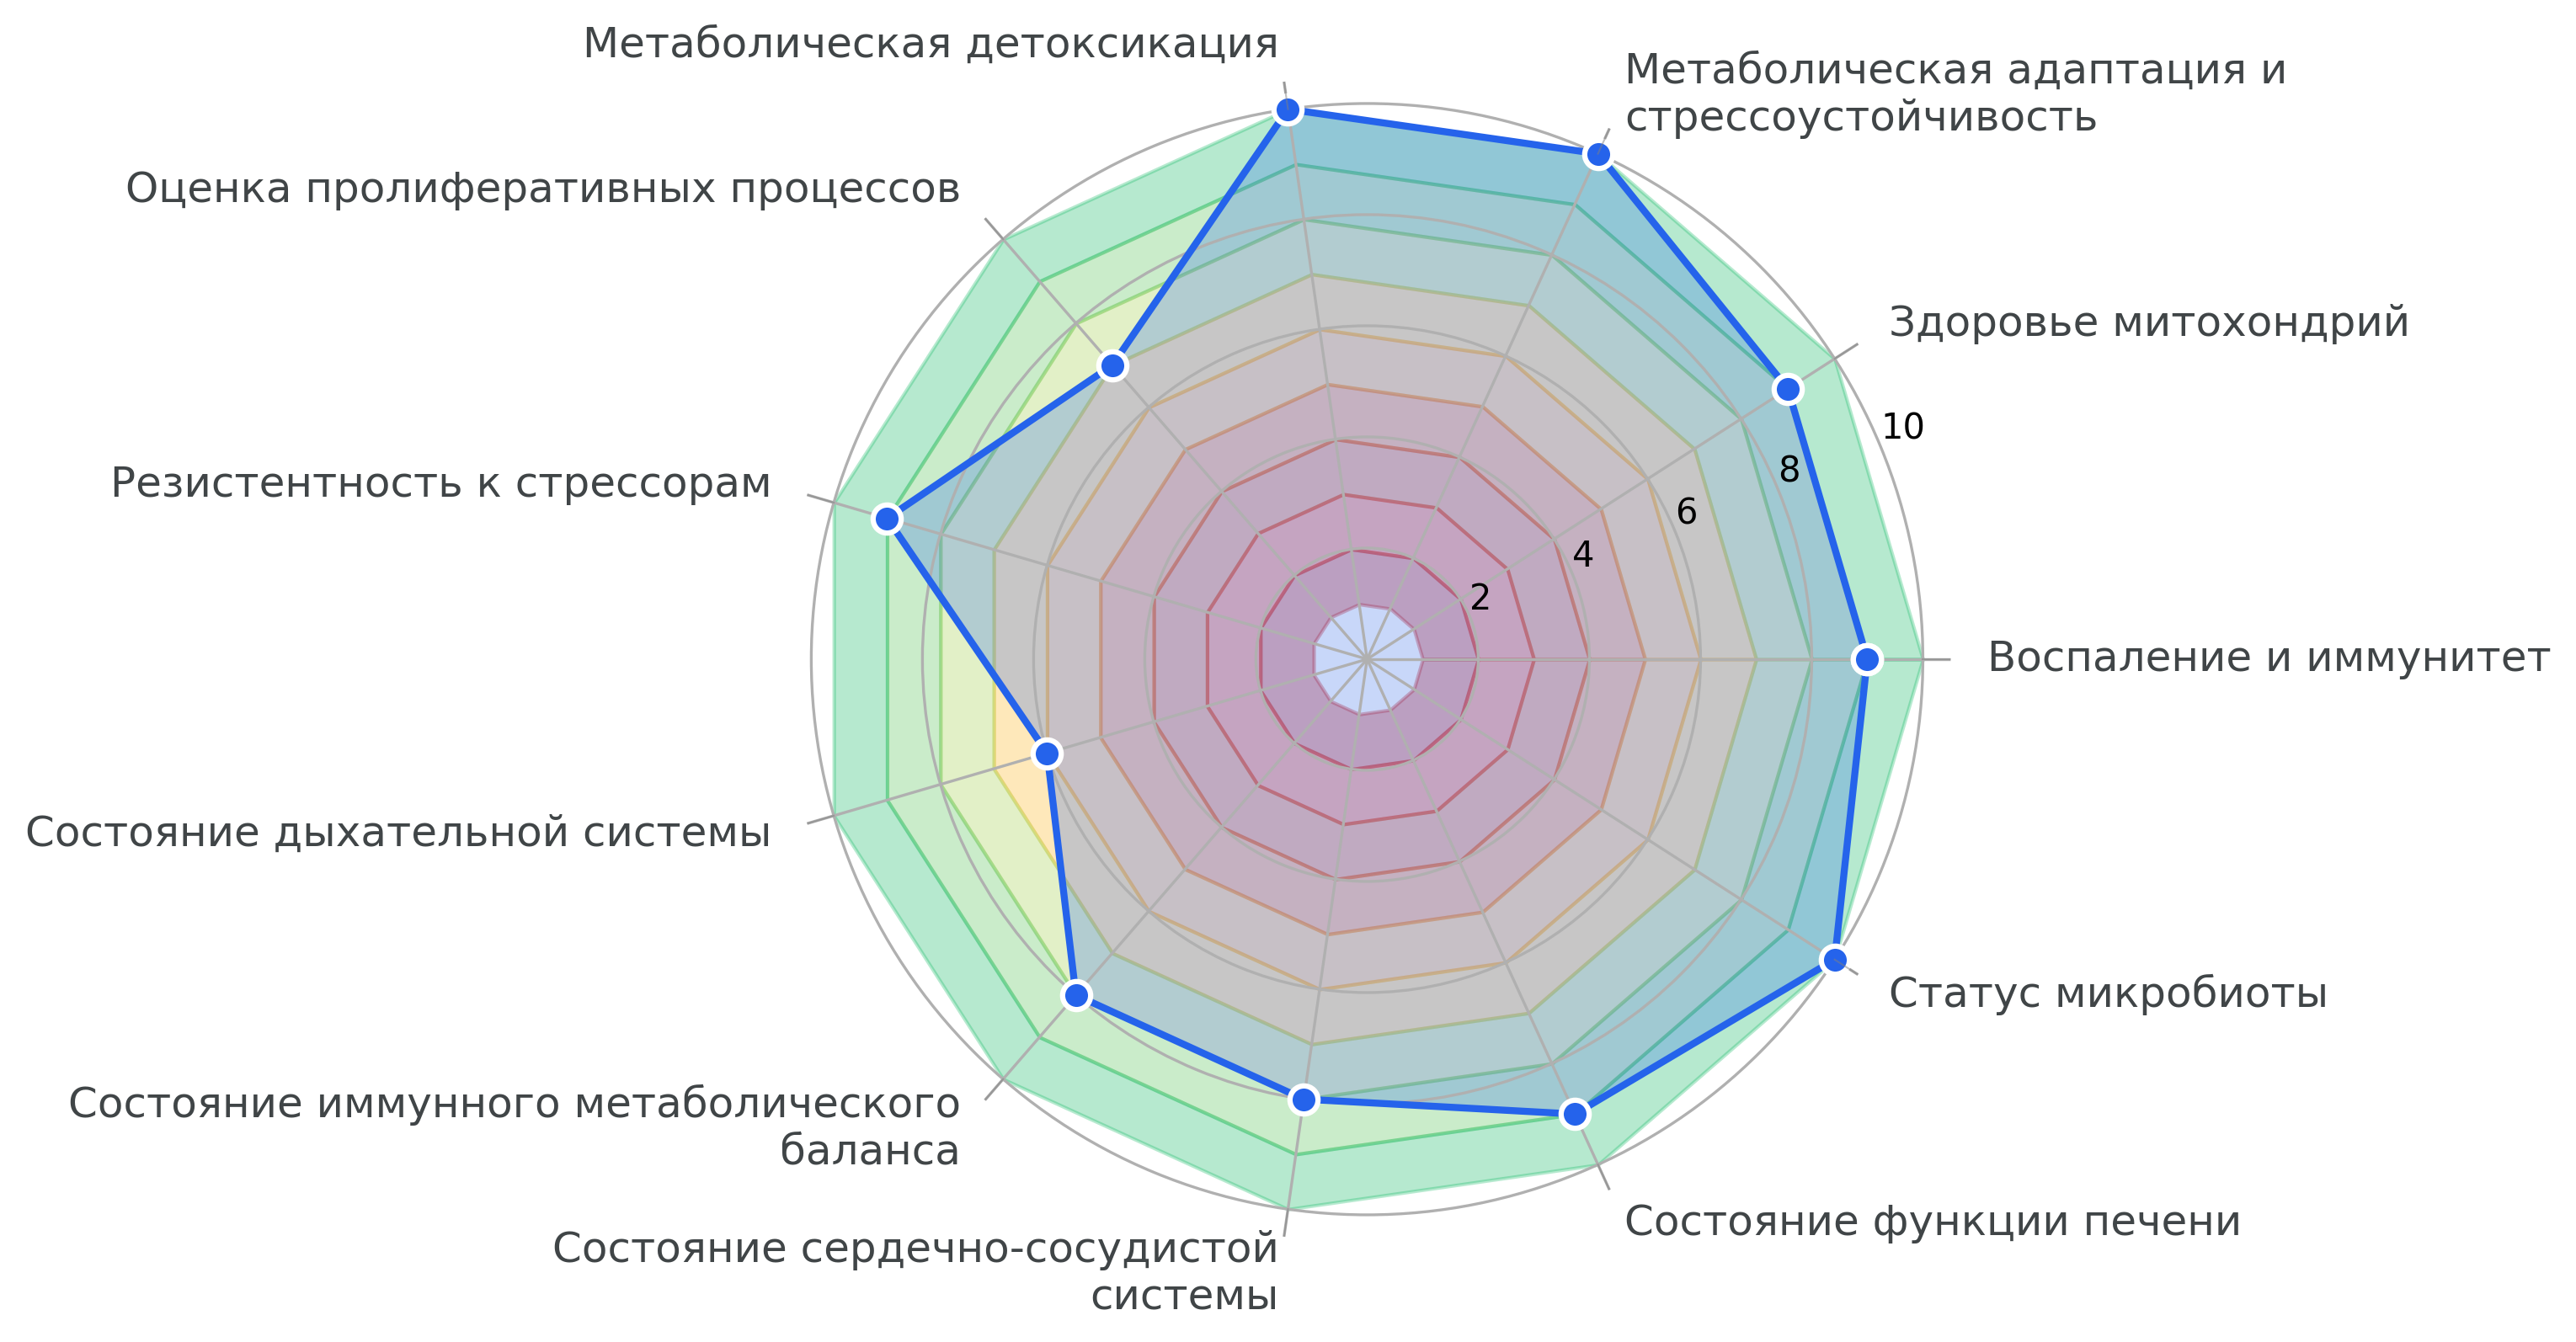 Метаболическая детоксикация
Метаболическая адаптация и
стрессоустойчивость
Оценка пролиферативных процессов
Здоровье митохондрий
10
8
Резистентность к стрессорам
6
4
2
Воспаление и иммунитет
Состояние дыхательной системы
Статус микробиоты
Состояние иммунного метаболического
баланса
Состояние функции печени
Состояние сердечно-сосудистой
системы